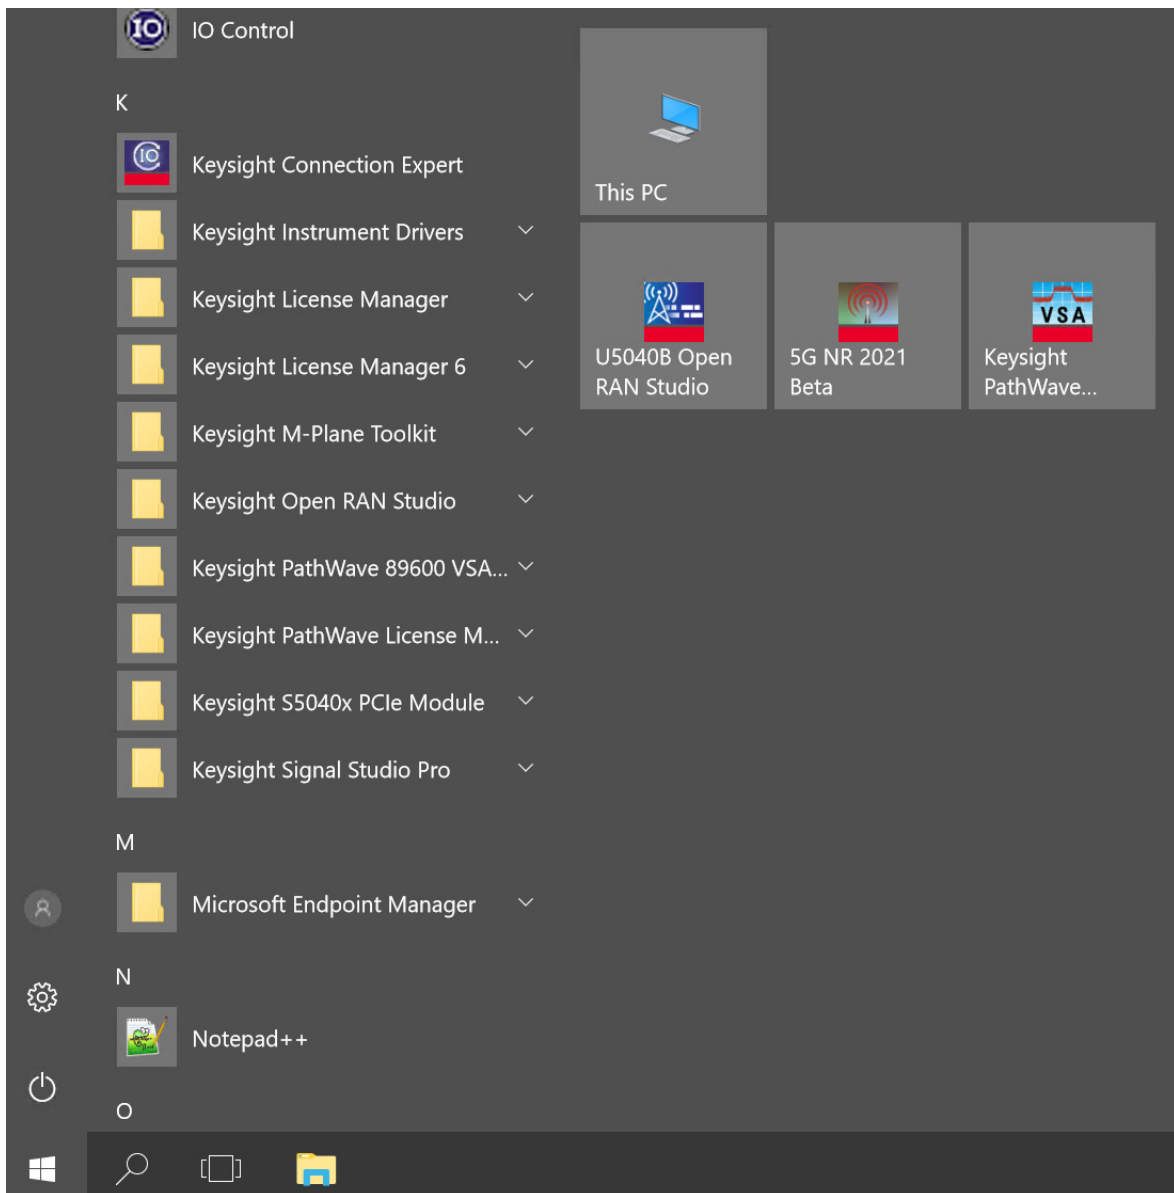 IO
IO Control
K
IO
Keysight Connection Expert
Keysight Instrument Drivers
Keysight License Manager
Keysight License Manager 6
Keysight M-Plane Toolkit
Keysight Open RAN Studio
Keysight PathWave 89600 VSA...
Keysight PathWave License M...
Keysight S5040x PCIe Module
Keysight Signal Studio Pro
M
Microsoft Endpoint Manager
N
Notepad++
O
This PC
U5040B Open
RAN Studio
5G NR 2021
Beta
VSA
Keysight
PathWave...